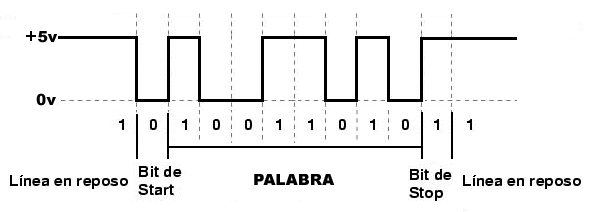 +5v
0v
1 0 1 0 0 1 1 0 1 0 1 1
Línea en reposo
Bit de
Start
PALABRA
Bit de
Stop
Línea en reposo